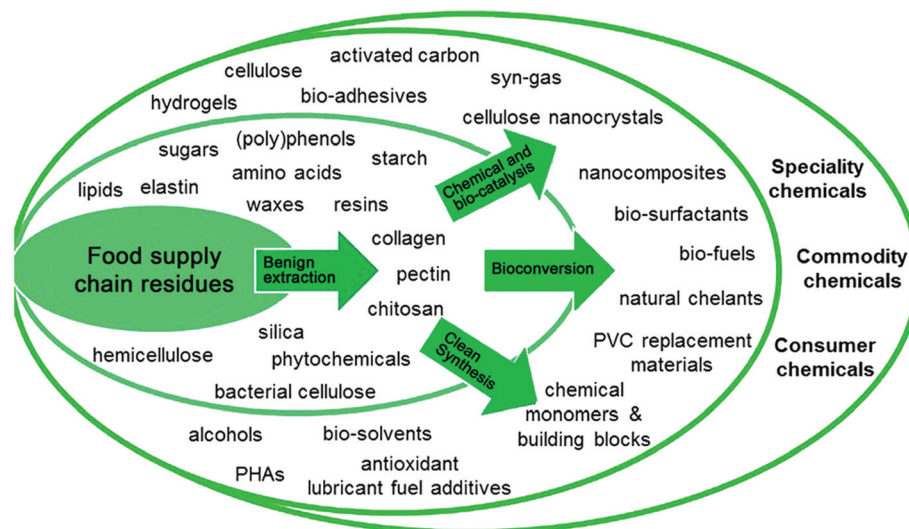 activated carbon
cellulose
syn-gas
hydrogels
bio-adhesives
cellulose nanocrystals
sugars
(poly)phenols
starch
lipids
elastin
amino acids
waxes
resins
Chemical and
bio-catalysis
nanocomposites
Speciality
chemicals
bio-surfactants
Food supply
chain residues
Benign
extraction
collagen
pectin
chitosan
Bioconversion
bio-fuels
Commodity
chemicals
natural chelants
silica
hemicellulose
phytochemicals
Clean
Synthesis
PVC replacement
materials
Consumer
chemicals
bacterial cellulose
chemical
monomers &
building blocks
alcohols
bio-solvents
PHAs
antioxidant
lubricant fuel additives